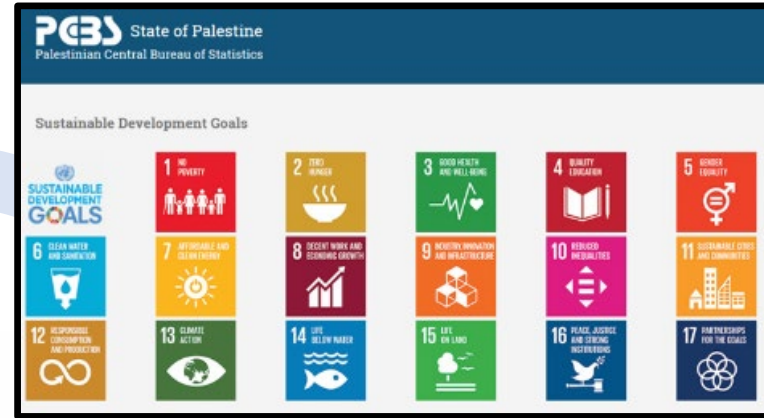 PCBS State of Palestine
Palestinian Central Bureau of Statistics
Sustainable Development Goals
SUSTAINABLE
DEVELOPMENT
GOALS
1 NO
POVERTY
2 ZERO
HUNGER
3 GOOD HEALTH
AND WELL-BEING
4 QUALITY
EDUCATION
5 GENDER
EQUALITY
6 CLEAN WATER
AND SANITATION
7 AFFORDABLE AND
CLEAN ENERGY
8 DECENT WORK AND
ECONOMIC GROWTH
9 INDUSTRY, INNOVATION
AND INFRASTRUCTURE
10 REDUCED
INEQUALITIES
11 SUSTAINABLE CITIES
AND COMMUNITIES
12 RESPONSIBLE
CONSUMPTION
AND PRODUCTION
13 CLIMATE
ACTION
14 LIFE
BELOW WATER
15 LIFE
ON LAND
16 PEACE, JUSTICE
AND STRONG
INSTITUTIONS
17 PARTNERSHIPS
FOR THE GOALS